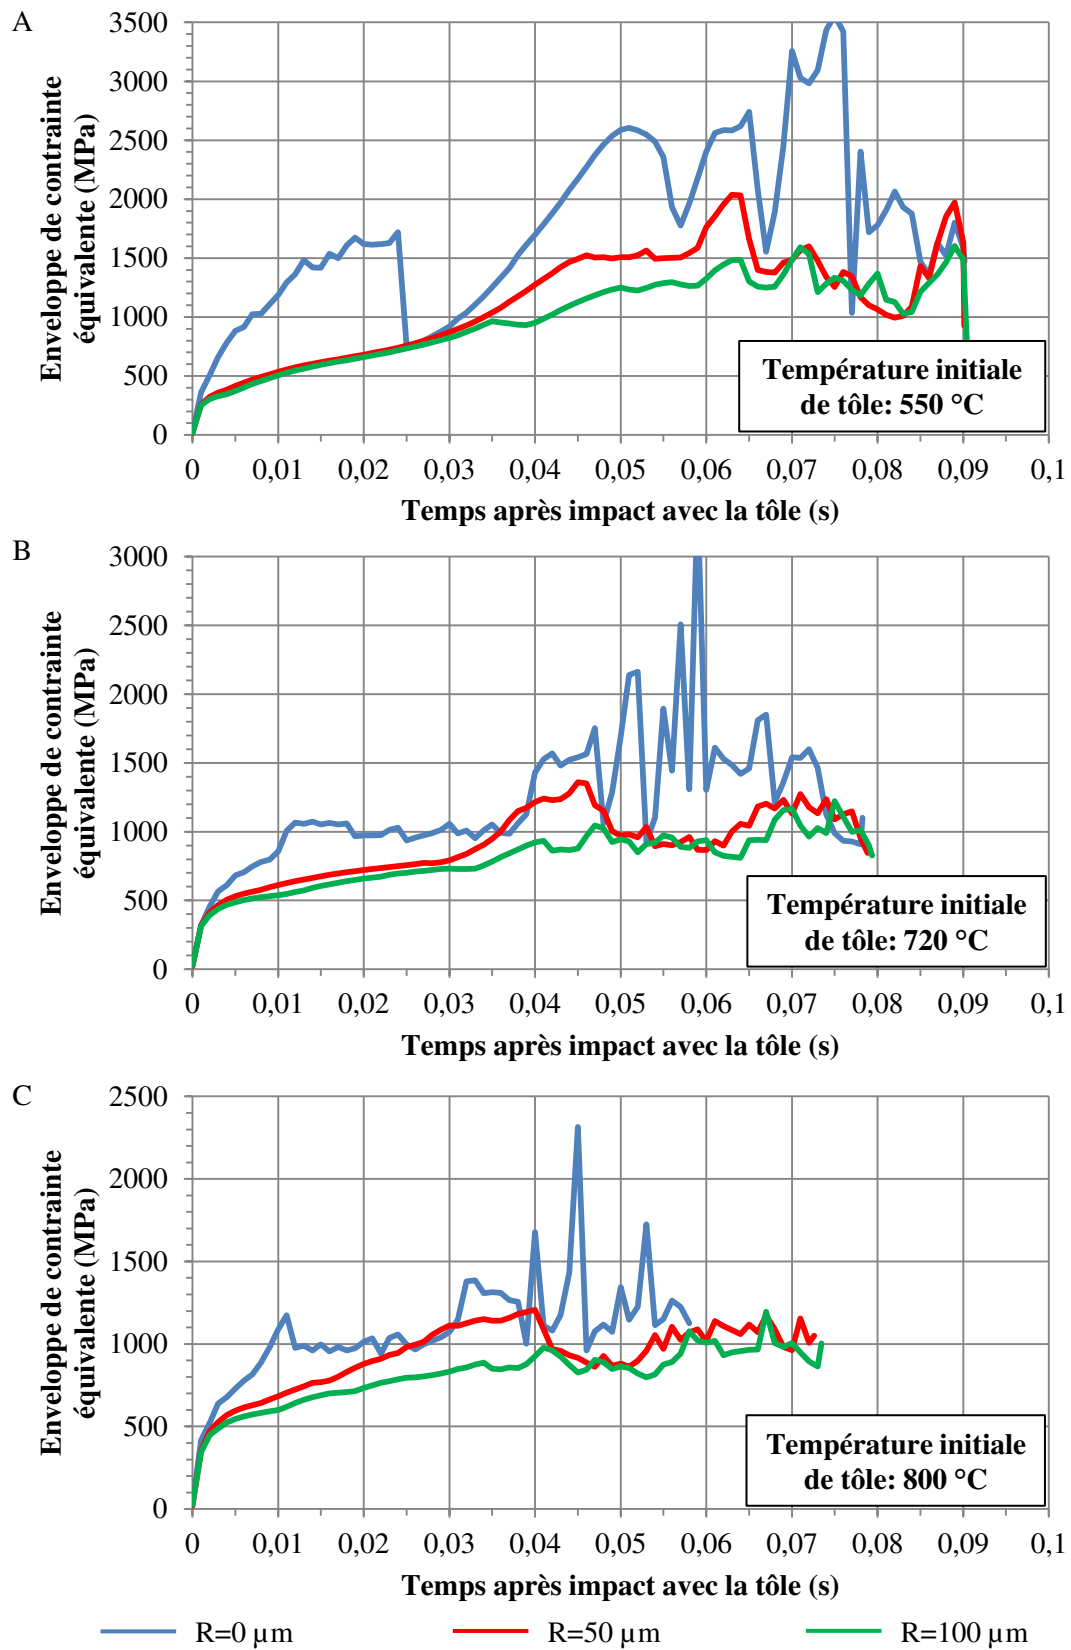 A
Enveloppe de contrainte
équivalente (MPa)
3500
3000
2500
2000
1500
1000
500
0
Température initiale
de tôle: 550 °C
0 0,01 0,02 0,03 0,04 0,05 0,06 0,07 0,08 0,09 0,1
Temps après impact avec la tôle (s)
B
Enveloppe de contrainte
équivalente (MPa)
3000
2500
2000
1500
1000
500
0
Température initiale
de tôle: 720 °C
0 0,01 0,02 0,03 0,04 0,05 0,06 0,07 0,08 0,09 0,1
Temps après impact avec la tôle (s)
C
Enveloppe de contrainte
équivalente (MPa)
2500
2000
1500
1000
500
0
Température initiale
de tôle: 800 °C
0 0,01 0,02 0,03 0,04 0,05 0,06 0,07 0,08 0,09 0,1
Temps après impact avec la tôle (s)
R=0 µm R=50 µm R=100 µm